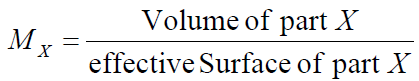 M_X = Volume of part X / effective Surface of part X